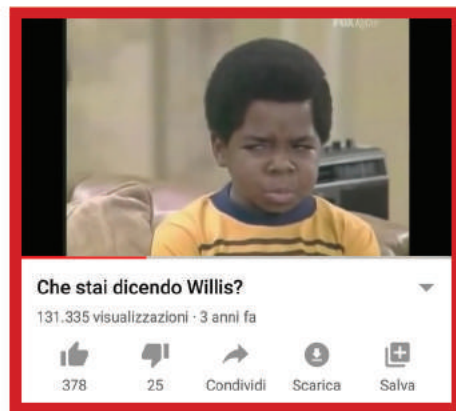 Che stai dicendo Willis?
131.335 visualizzazioni · 3 anni fa
378 25 Condividi Scarica Salva